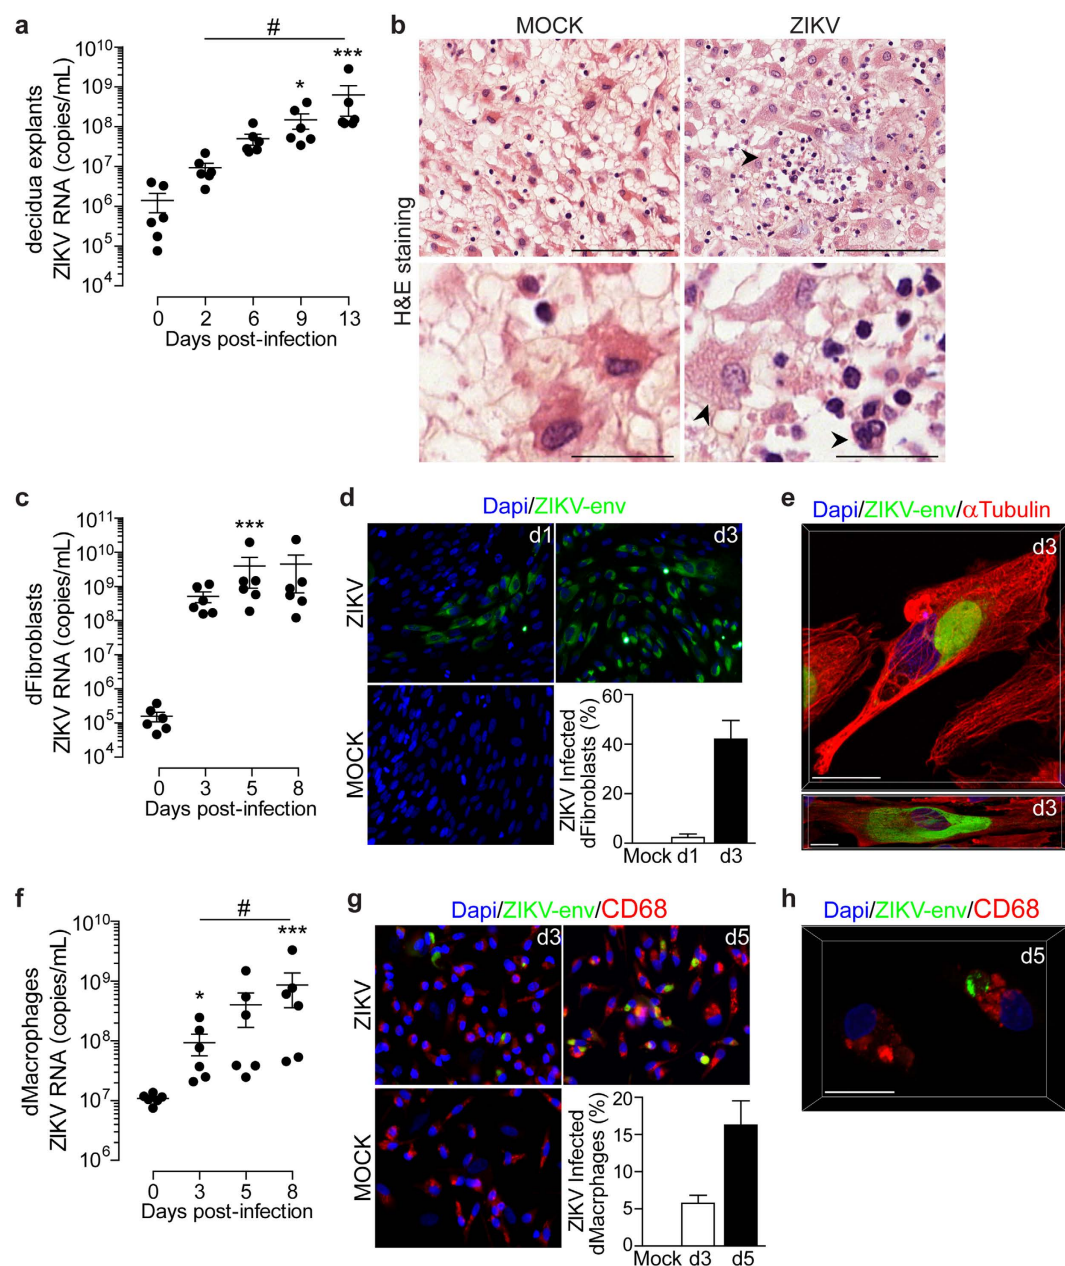 a
decidua explants
ZIKV RNA (copies/mL)
10^10
10^9
10^8
10^7
10^6
10^5
10^4
#
*
***
0 2 6 9 13
Days post-infection
b
MOCK ZIKV
H&E staining
c
dFibroblasts
ZIKV RNA (copies/mL)
10^11
10^10
10^9
10^8
10^7
10^6
10^5
10^4
***
0 3 5 8
Days post-infection
d
Dapi/ZIKV-env
ZIKV
d1 d3
MOCK
ZIKV Infected
dFibroblasts (%)
60
40
20
0
Mock d1 d3
e
Dapi/ZIKV-env/αTubulin
d3
d3
f
dMacrophages
ZIKV RNA (copies/mL)
10^10
10^9
10^8
10^7
10^6
#
*
***
0 3 5 8
Days post-infection
g
Dapi/ZIKV-env/CD68
ZIKV
d3 d5
MOCK
ZIKV Infected
dMacrphages (%)
20
15
20
5
0
Mock d3 d5
h
Dapi/ZIKV-env/CD68
d5